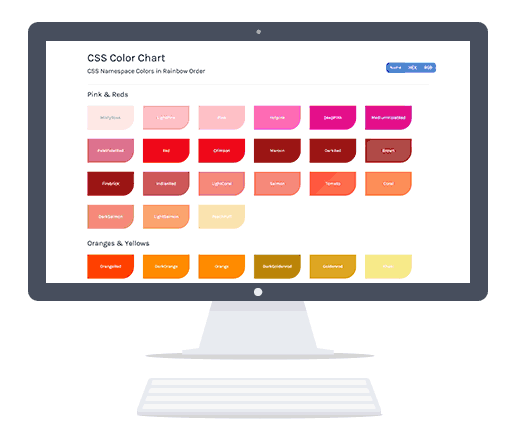 CSS Color Chart
CSS Namespace Colors in Rainbow Order
Name HEX RGB
Pink & Reds
MistyRose LightPink Pink HotPink DeepPink MediumVioletRed
PaleVioletRed Red Crimson Maroon DarkRed Brown
Firebrick IndianRed LightCoral Salmon Tomato Coral
DarkSalmon LightSalmon
Oranges & Yellows
OrangeRed DarkOrange Orange DarkGoldenrod Goldenrod